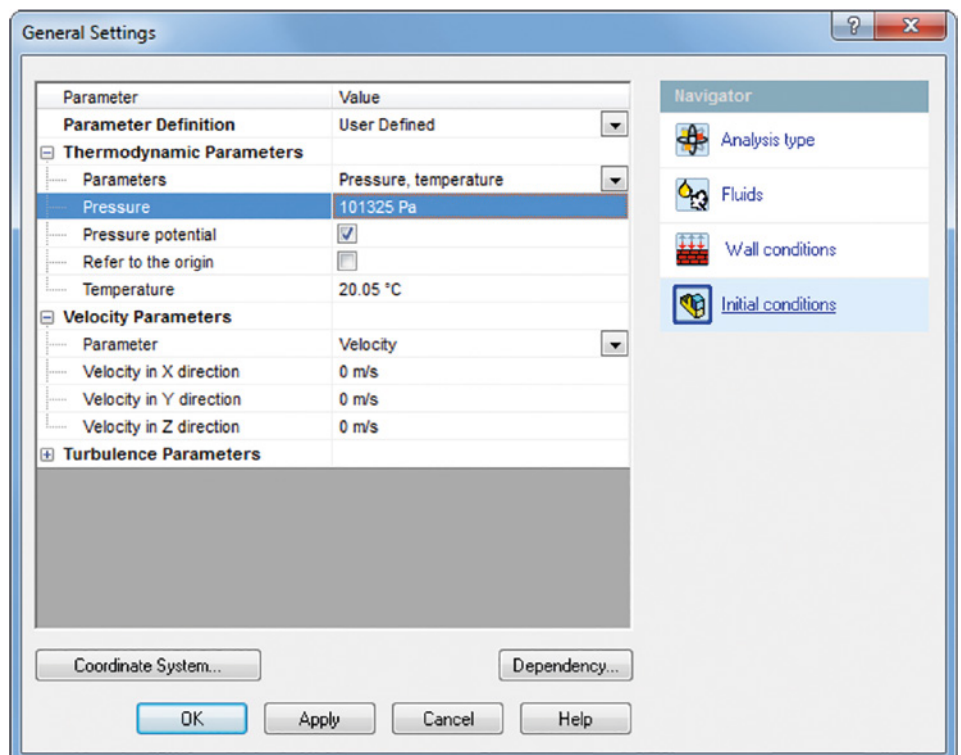 General Settings
?
X
Parameter Value
Parameter Definition User Defined
Thermodynamic Parameters
Parameters Pressure, temperature
Pressure 101325 Pa
Pressure potential
Refer to the origin
Temperature 20.05 °C
Velocity Parameters
Parameter Velocity
Velocity in X direction 0 m/s
Velocity in Y direction 0 m/s
Velocity in Z direction 0 m/s
Turbulence Parameters
Navigator
Analysis type
Fluids
Wall conditions
Initial conditions
Coordinate System... Dependency...
OK Apply Cancel Help